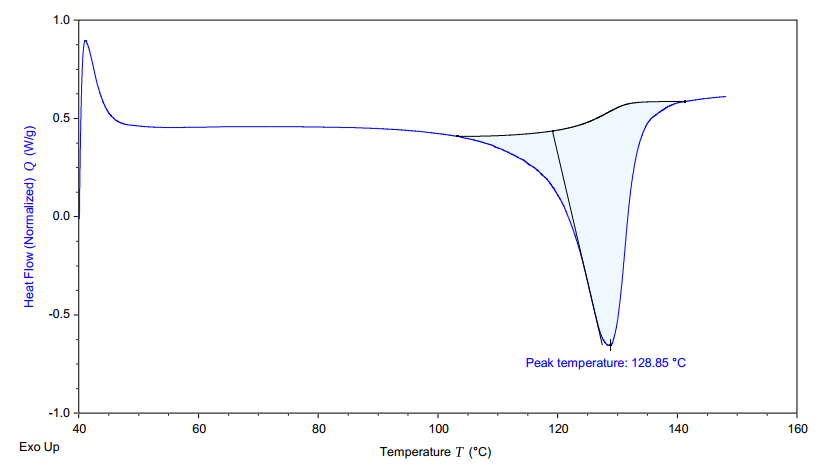 1.0
0.5
0.0
-0.5
-1.0
Heat Flow (Normalized) Q (W/g)
Peak temperature: 128.85 °C
40 60 80 100 120 140 160
Exo Up
Temperature T (°C)